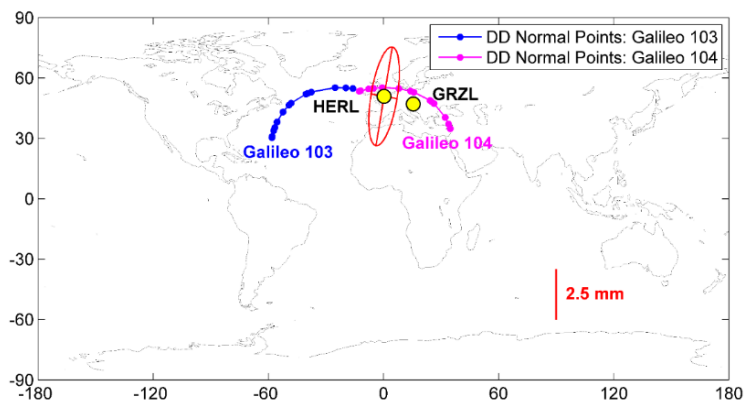 90
DD Normal Points: Galileo 103
DD Normal Points: Galileo 104
60
HERL
GRZL
30
Galileo 103
Galileo 104
0
-30
2.5 mm
-60
-90
-180
-120
-60
0
60
120
180